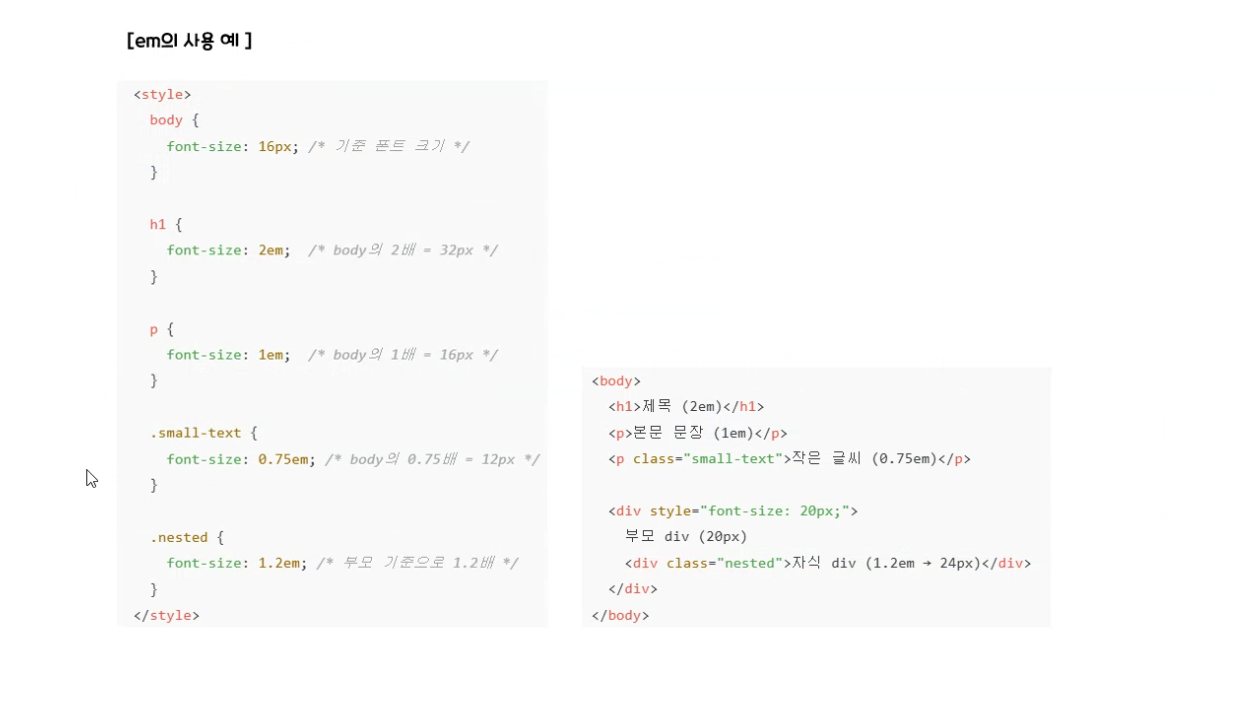 [em의 사용 예 ]
<style>
body {
font-size: 16px; /* 기준 폰트 크기 */
}
h1 {
font-size: 2em; /* body의 2배 = 32px */
}
p {
font-size: 1em; /* body의 1배 = 16px */
}
.small-text {
font-size: 0.75em; /* body의 0.75배 = 12px */
}
.nested {
font-size: 1.2em; /* 부모 기준으로 1.2배 */
}
</style>
<body>
<h1>제목 (2em)</h1>
<p>본문 문장 (1em)</p>
<p class="small-text">작은 글씨 (0.75em)</p>
<div style="font-size: 20px;">
부모 div (20px)
<div class="nested">자식 div (1.2em → 24px)</div>
</div>
</body>